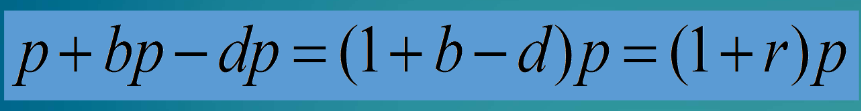 p + bp − dp = (1 + b − d)p = (1 + r)p